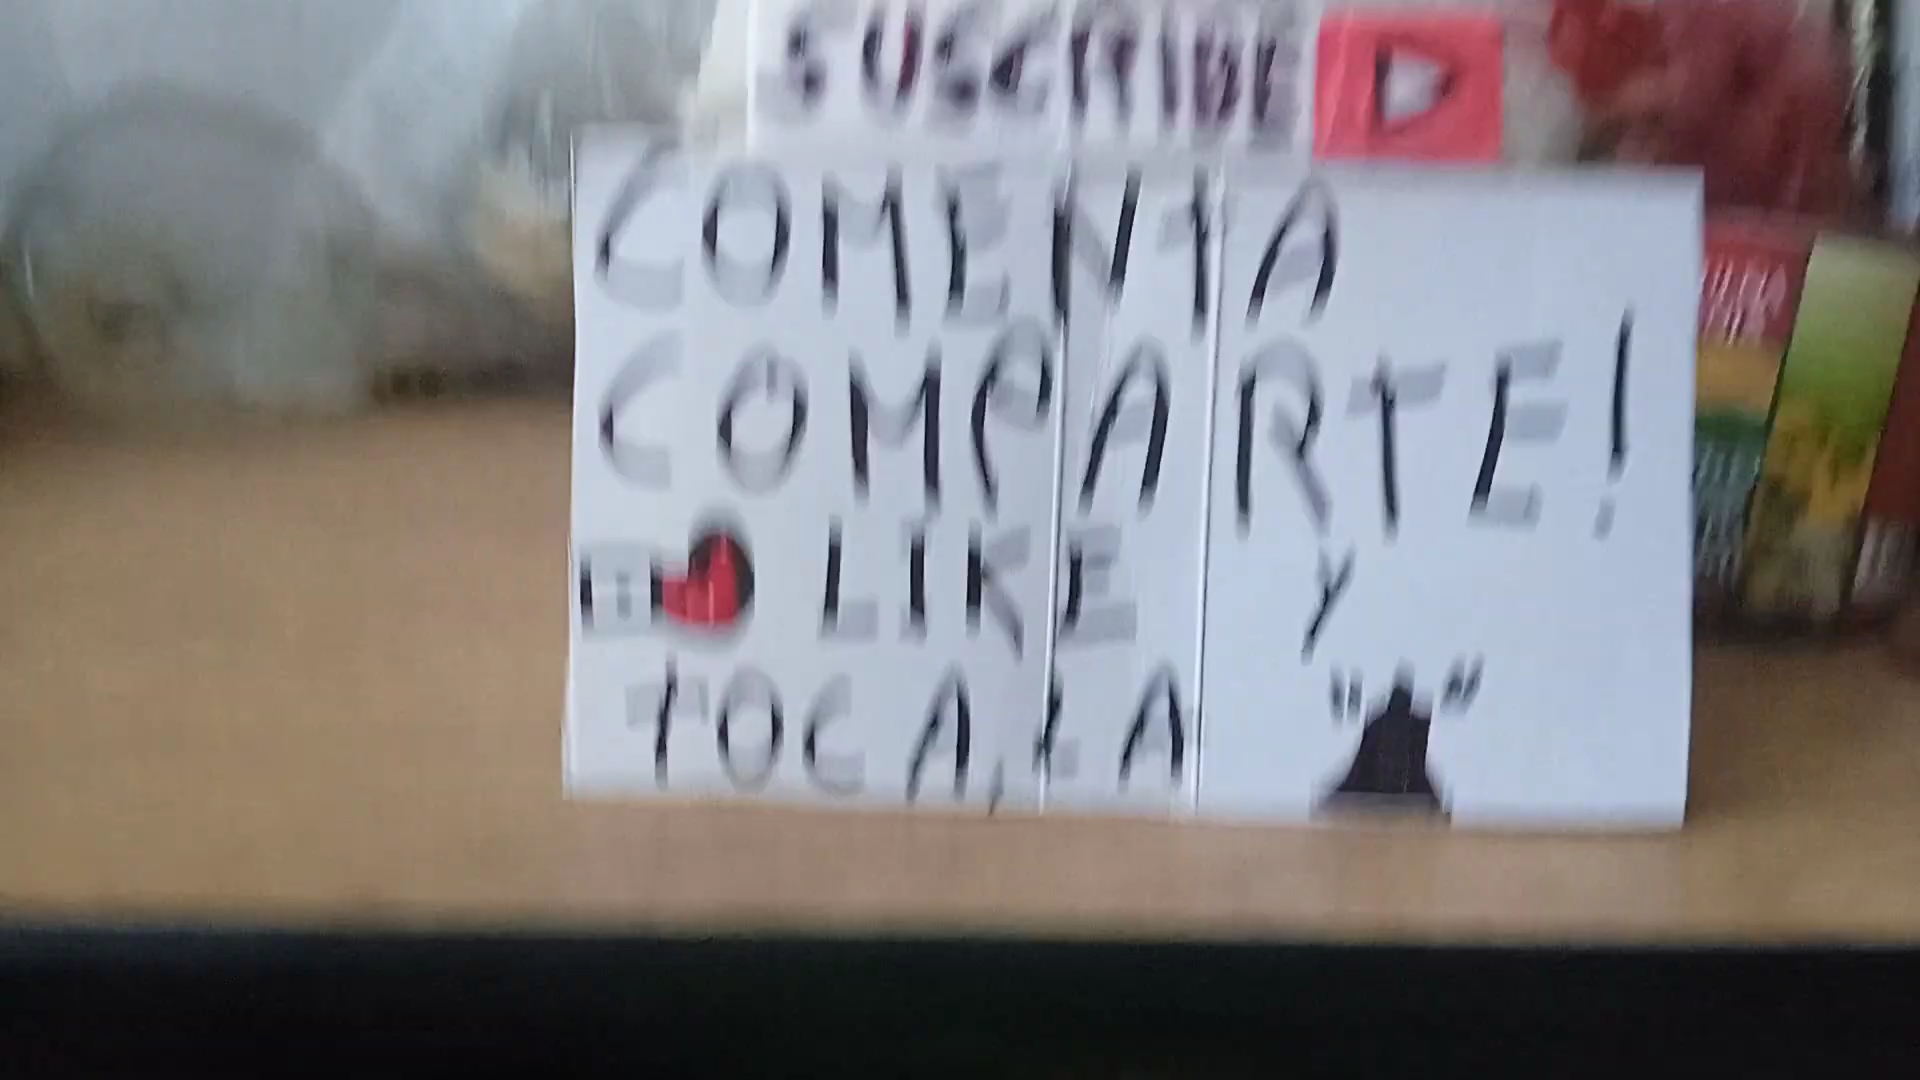 SUSCRIBE
COMENTA
COMPARTE!
LIKE Y
TOCA, LA